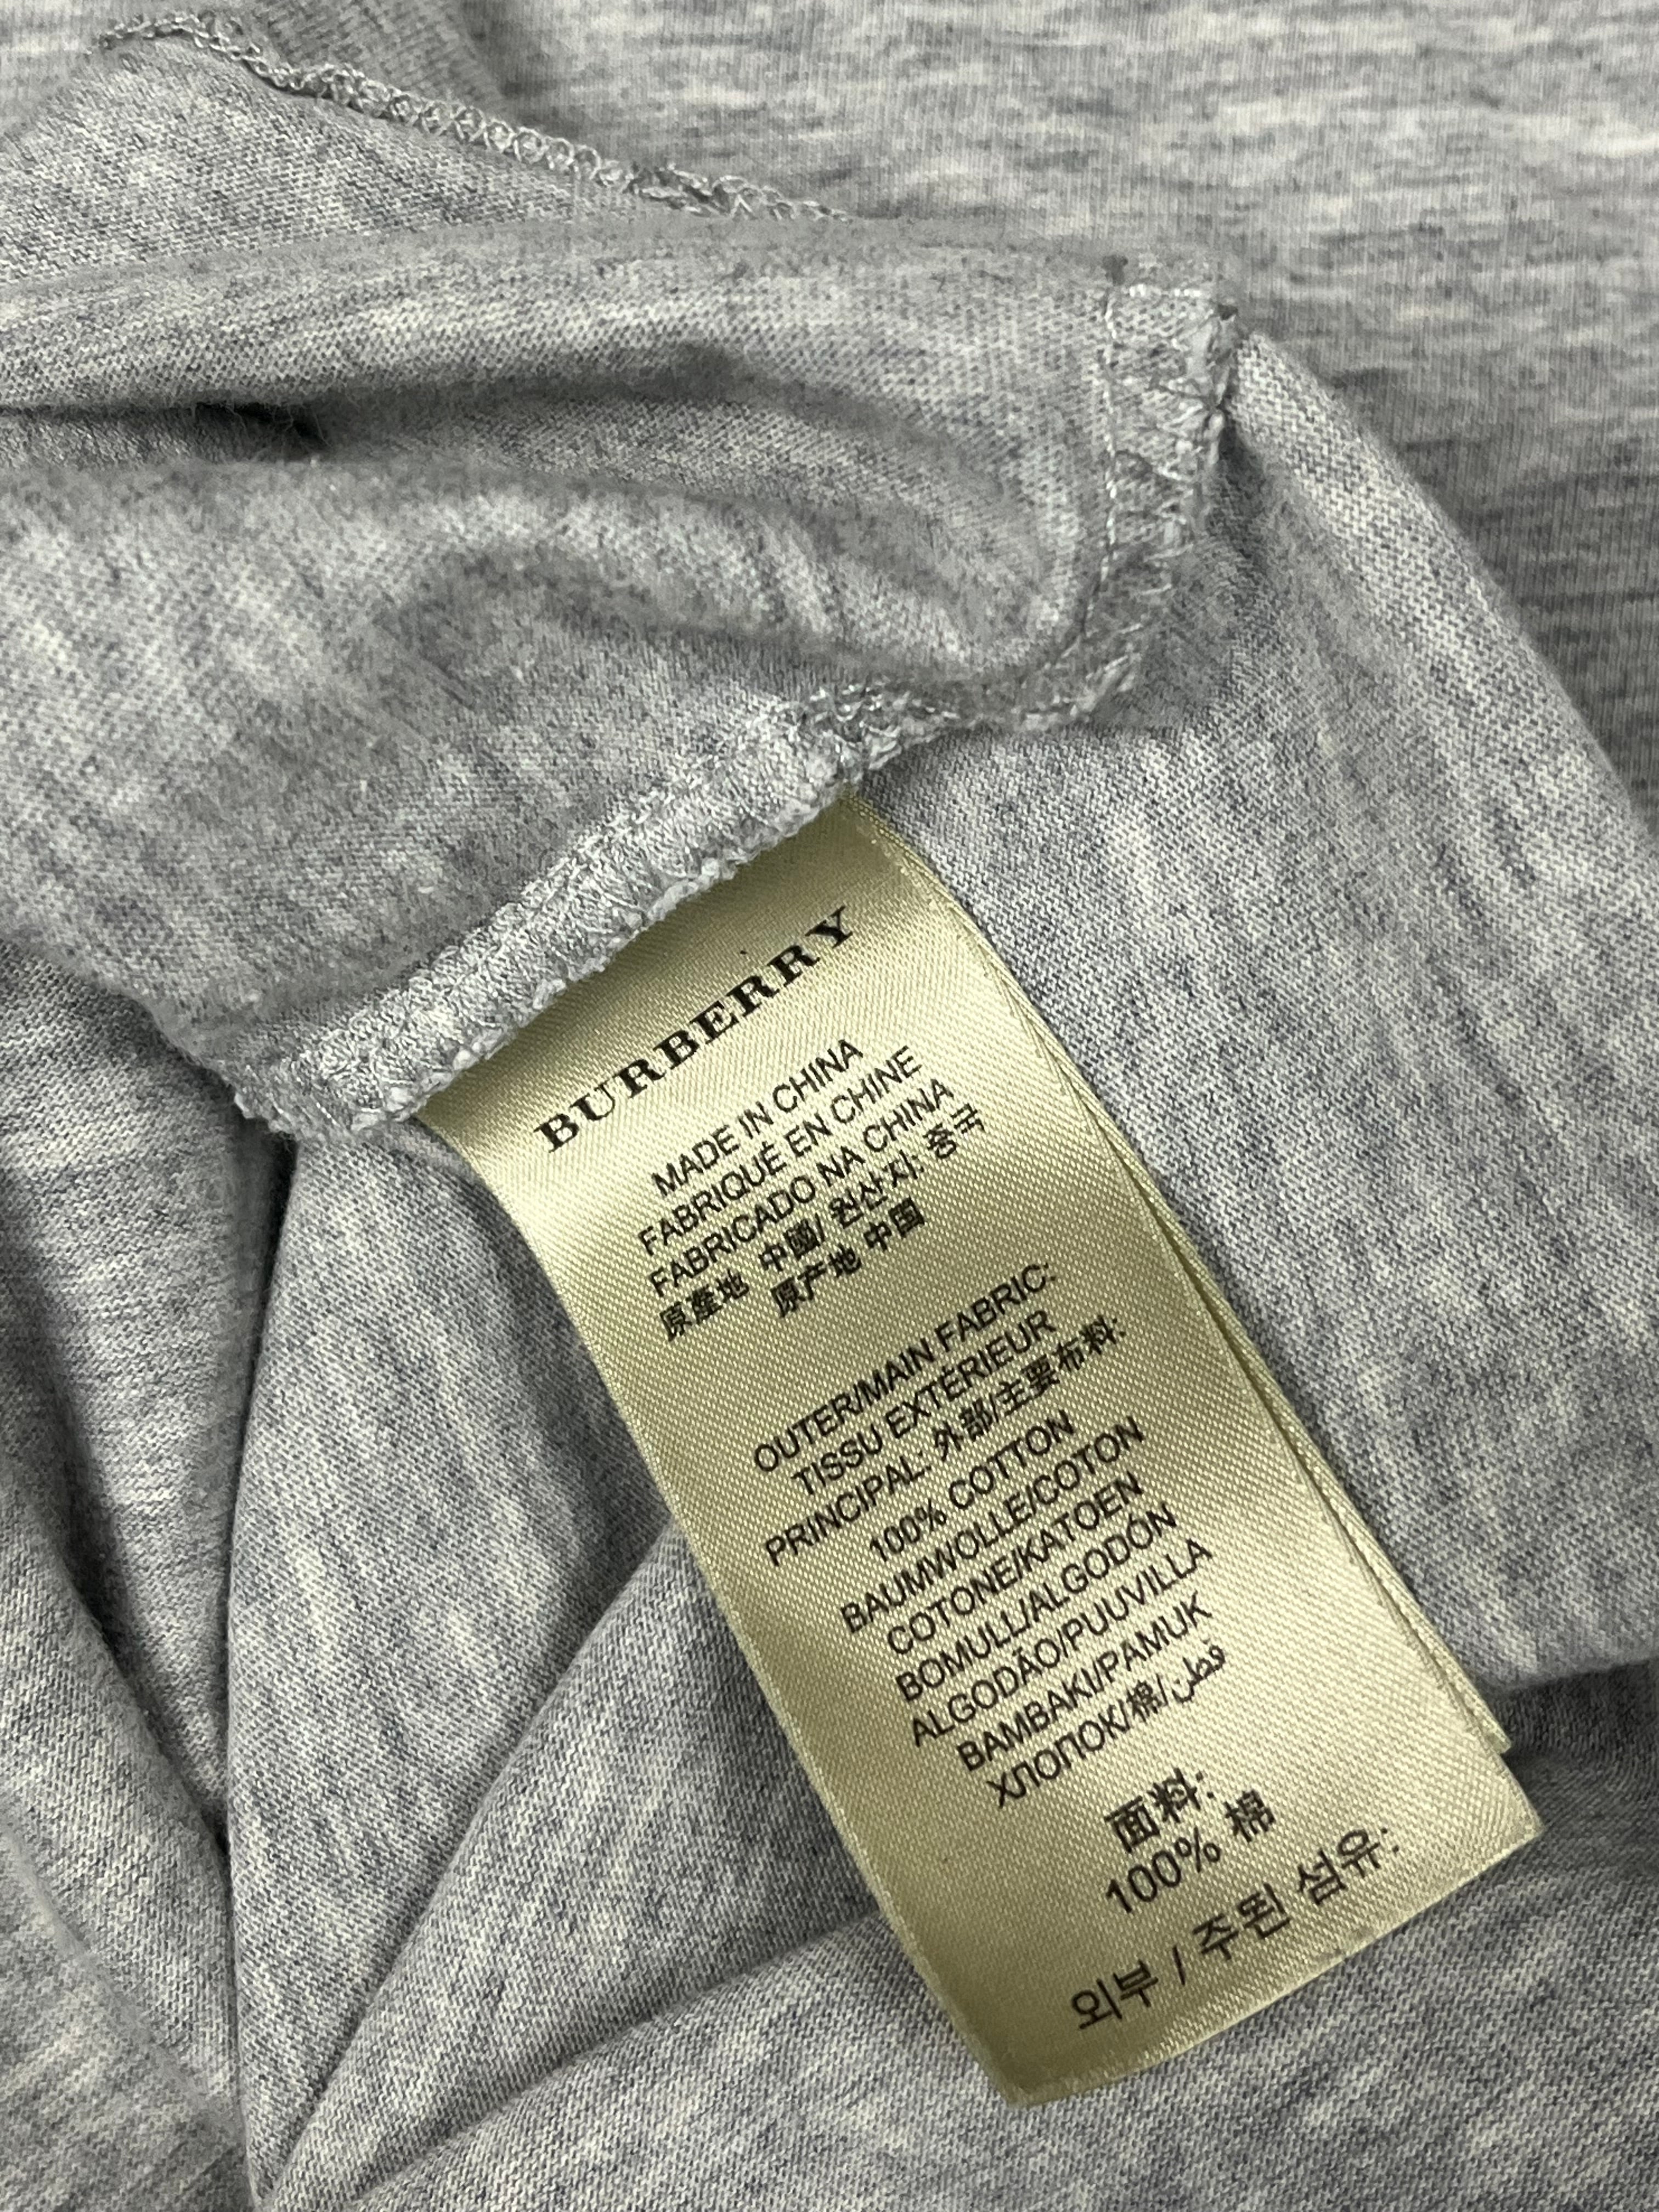 BURBERRY
MADE IN CHINA
FABRIQUÉ EN CHINE
FABRICADO NA CHINA
原產地 中國/ 원산지: 중국
原产地 中国
OUTER/MAIN FABRIC:
TISSU EXTÉRIEUR
PRINCIPAL: 外部/主要布料:
100% COTTON
BAUMWOLLE/COTON
COTONE/KATOEN
BOMULL/ALGODÓN
ALGODÃO/PUUVILLA
BAMBAKI/PAMUK
ХЛОПОК/棉/قطن
面料:
100% 棉
외부 / 주된 섬유: